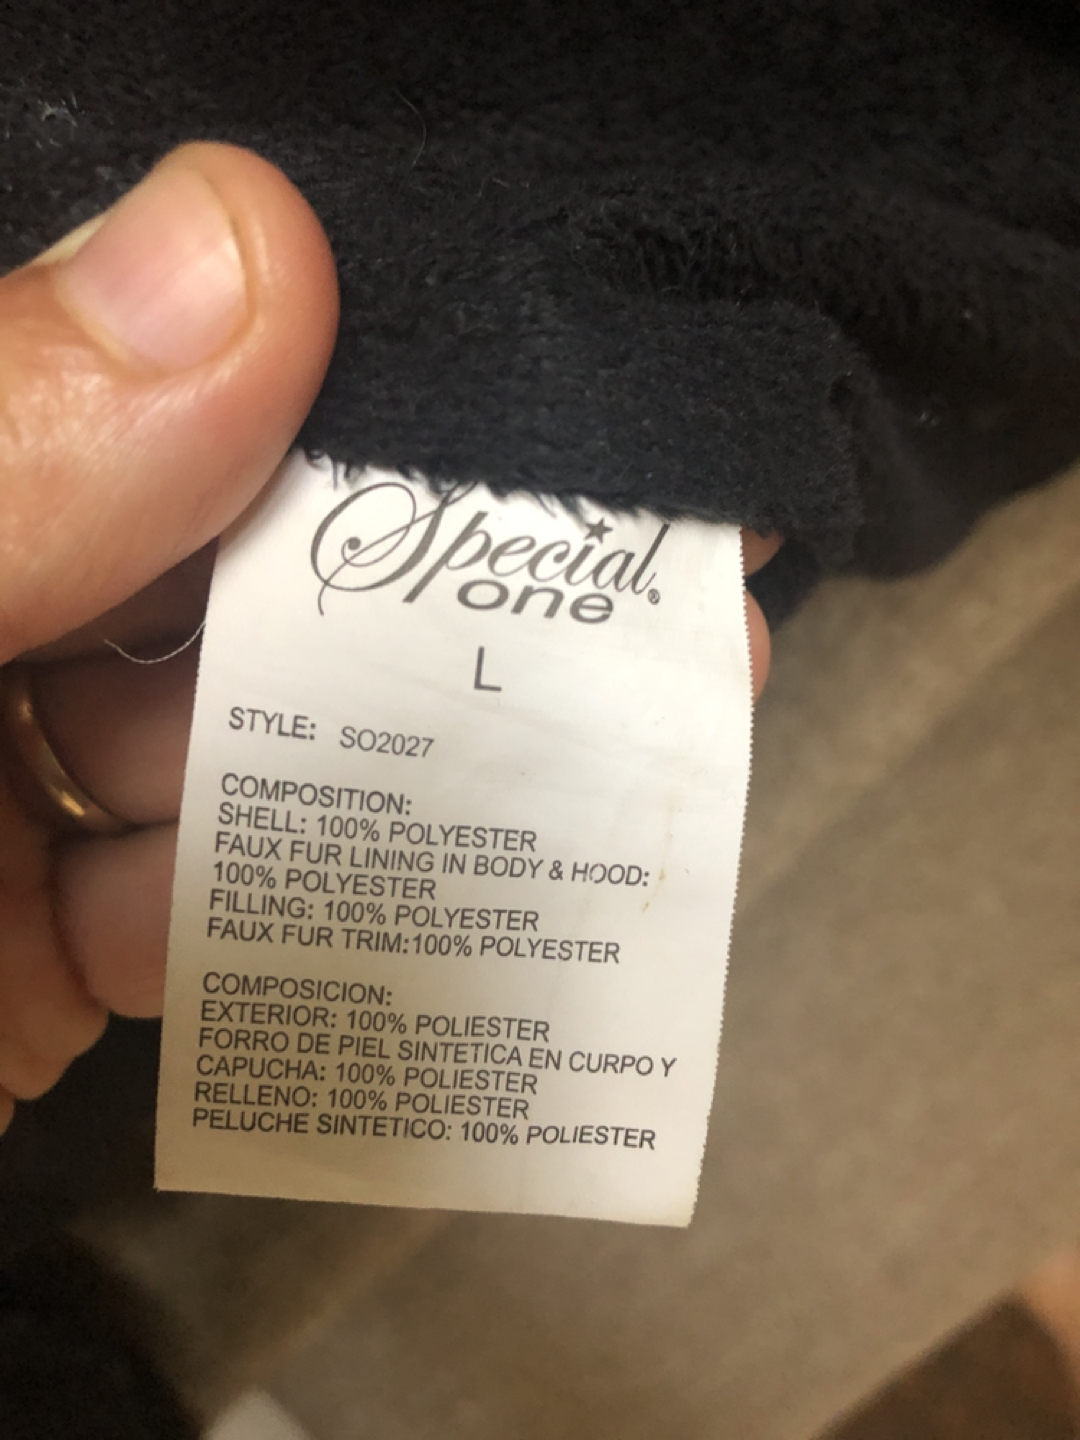 Special®
one
L
STYLE: SO2027
COMPOSITION:
SHELL: 100% POLYESTER
FAUX FUR LINING IN BODY & HOOD:
100% POLYESTER
FILLING: 100% POLYESTER
FAUX FUR TRIM:100% POLYESTER
COMPOSICION:
EXTERIOR: 100% POLIESTER
FORRO DE PIEL SINTETICA EN CURPO Y
CAPUCHA: 100% POLIESTER
RELLENO: 100% POLIESTER
PELUCHE SINTETICO: 100% POLIESTER